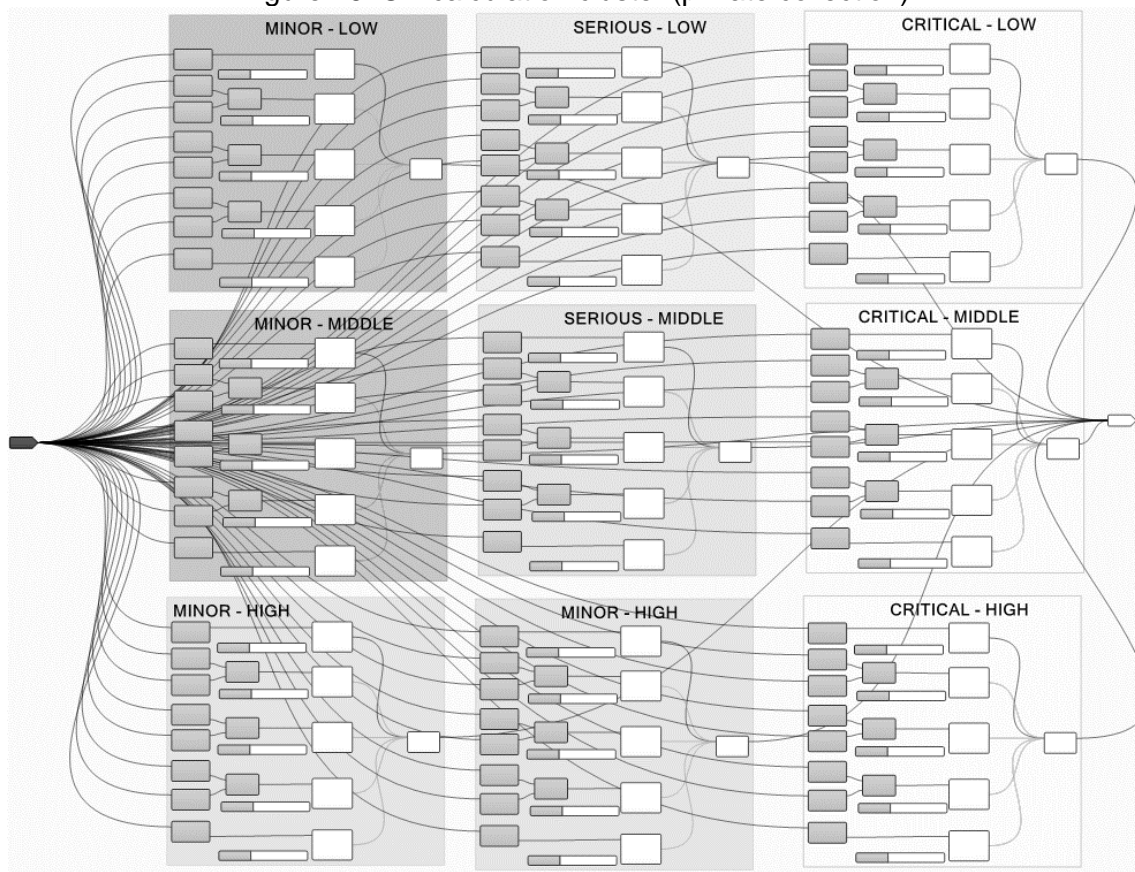 MINOR - LOW
SERIOUS - LOW
CRITICAL - LOW
MINOR - MIDDLE
SERIOUS - MIDDLE
CRITICAL - MIDDLE
MINOR - HIGH
MINOR - HIGH
CRITICAL - HIGH